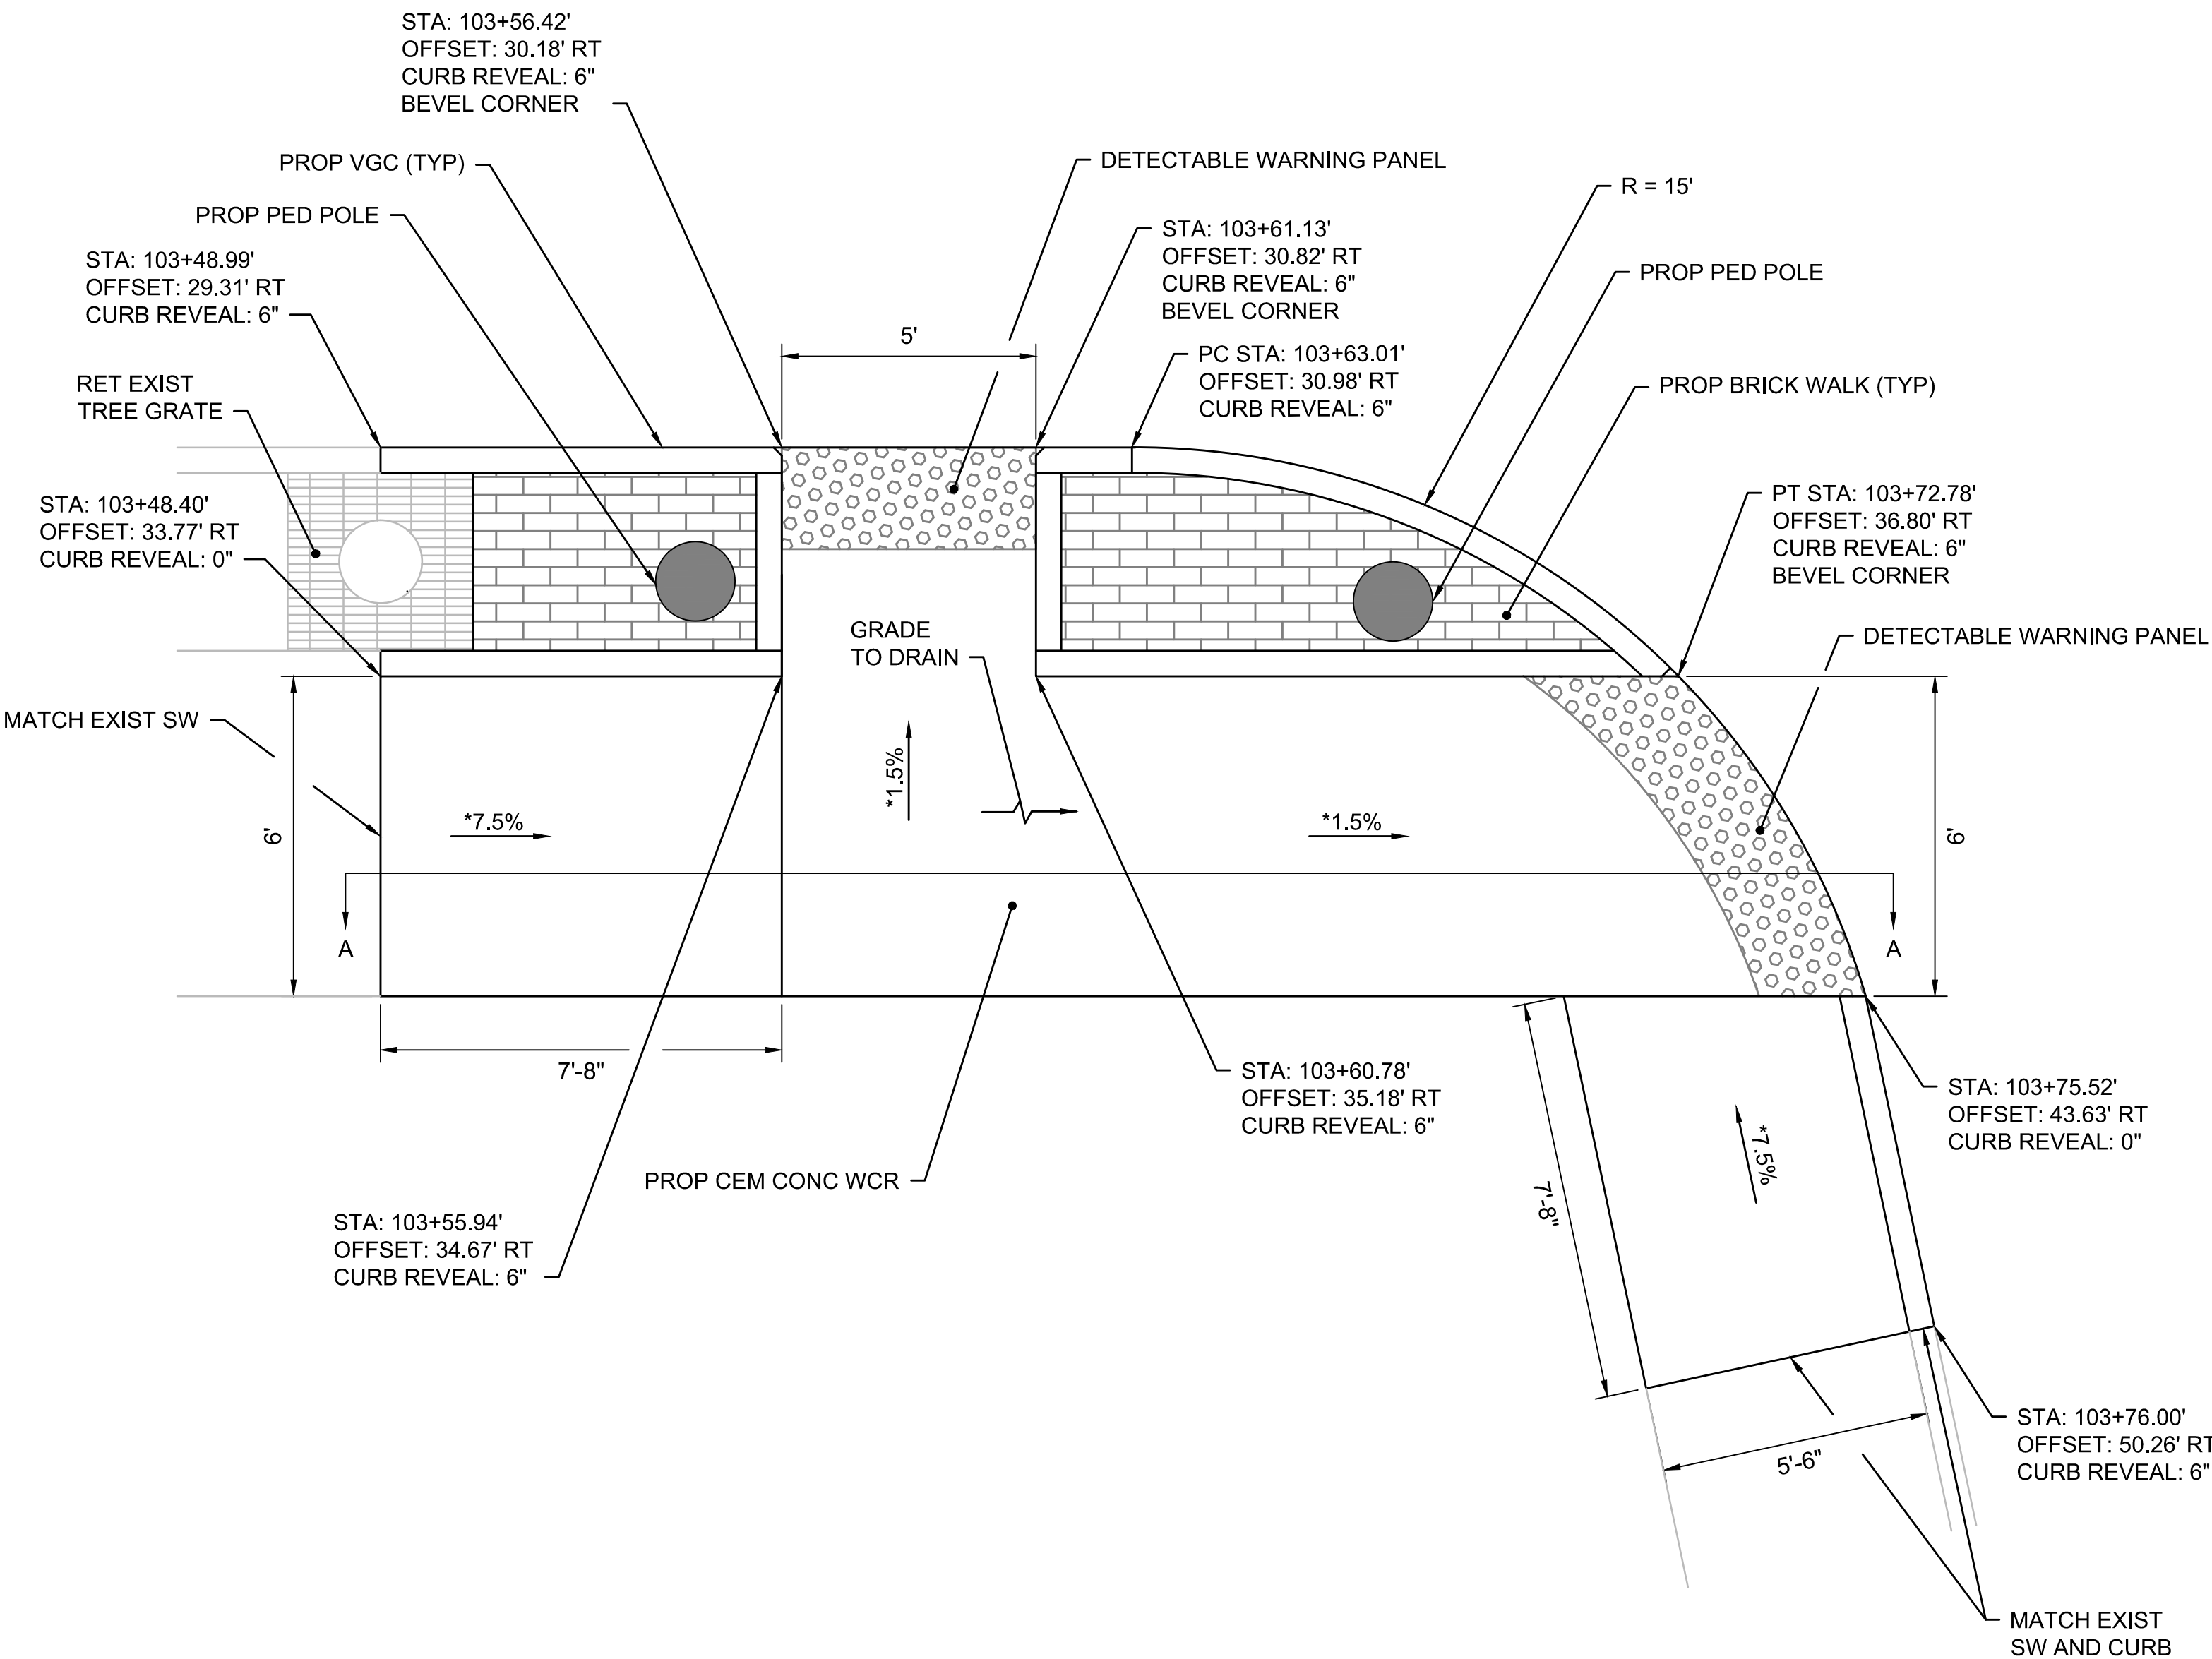 STA: 103+56.42'
OFFSET: 30.18' RT
CURB REVEAL: 6"
BEVEL CORNER
PROP VGC (TYP)
DETECTABLE WARNING PANEL
R = 15'
PROP PED POLE
STA: 103+61.13'
OFFSET: 30.82' RT
CURB REVEAL: 6"
BEVEL CORNER
STA: 103+48.99'
OFFSET: 29.31' RT
CURB REVEAL: 6"
PROP PED POLE
5'
PC STA: 103+63.01'
OFFSET: 30.98' RT
CURB REVEAL: 6"
RET EXIST
TREE GRATE
PROP BRICK WALK (TYP)
STA: 103+48.40'
OFFSET: 33.77' RT
CURB REVEAL: 0"
PT STA: 103+72.78'
OFFSET: 36.80' RT
CURB REVEAL: 6"
BEVEL CORNER
GRADE
TO DRAIN
DETECTABLE WARNING PANEL
MATCH EXIST SW
*1.5%
6'
*7.5%
*1.5%
6'
A
A
7'-8"
STA: 103+60.78'
OFFSET: 35.18' RT
CURB REVEAL: 6"
STA: 103+75.52'
OFFSET: 43.63' RT
CURB REVEAL: 0"
*7.5%
7'-8"
PROP CEM CONC WCR
STA: 103+55.94'
OFFSET: 34.67' RT
CURB REVEAL: 6"
STA: 103+76.00'
OFFSET: 50.26' RT
CURB REVEAL: 6"
5'-6"
MATCH EXIST
SW AND CURB